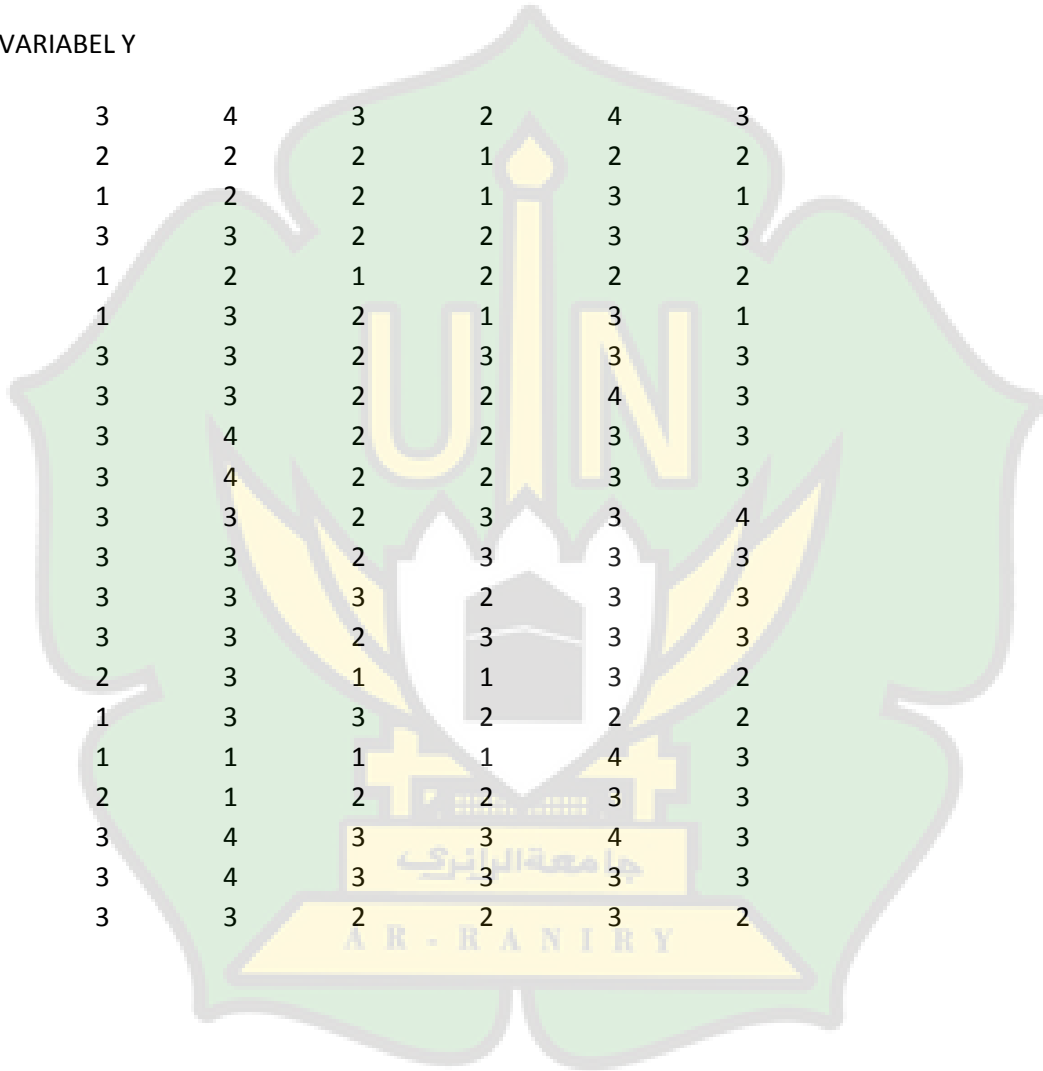 VARIABEL Y
3 4 3 2 4 3
2 2 2 1 2 2
1 2 2 1 3 1
3 3 2 2 3 3
1 2 1 2 2 2
1 3 2 1 3 1
3 3 2 3 3 3
3 3 2 2 4 3
3 4 2 2 3 3
3 4 2 2 3 3
3 3 2 3 3 4
3 3 2 3 3 3
3 3 3 2 3 3
3 3 2 3 3 3
2 3 1 1 3 2
1 3 3 2 2 2
1 1 1 1 4 3
2 1 2 2 3 3
3 4 3 3 4 3
3 4 3 3 3 3
3 3 2 2 3 2
UIN
جامعة الرانري
AR-RANIRY